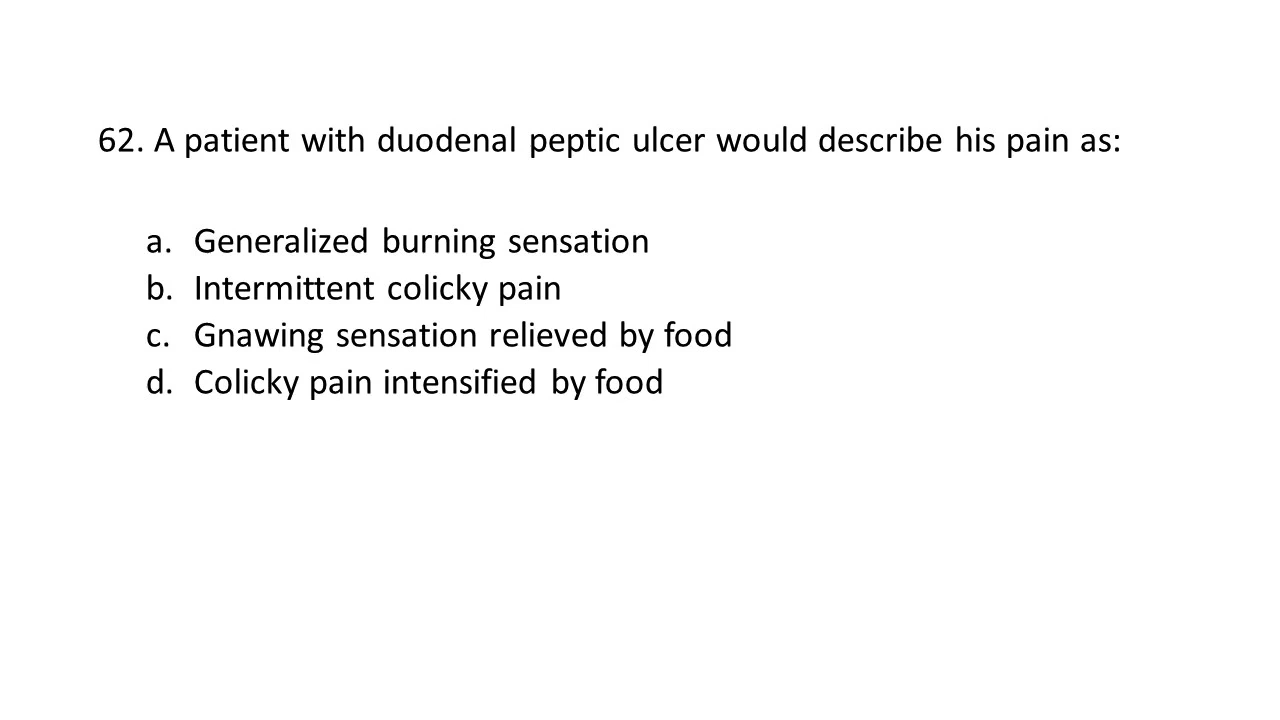 62. A patient with duodenal peptic ulcer would describe his pain as:
a. Generalized burning sensation
b. Intermittent colicky pain
c. Gnawing sensation relieved by food
d. Colicky pain intensified by food